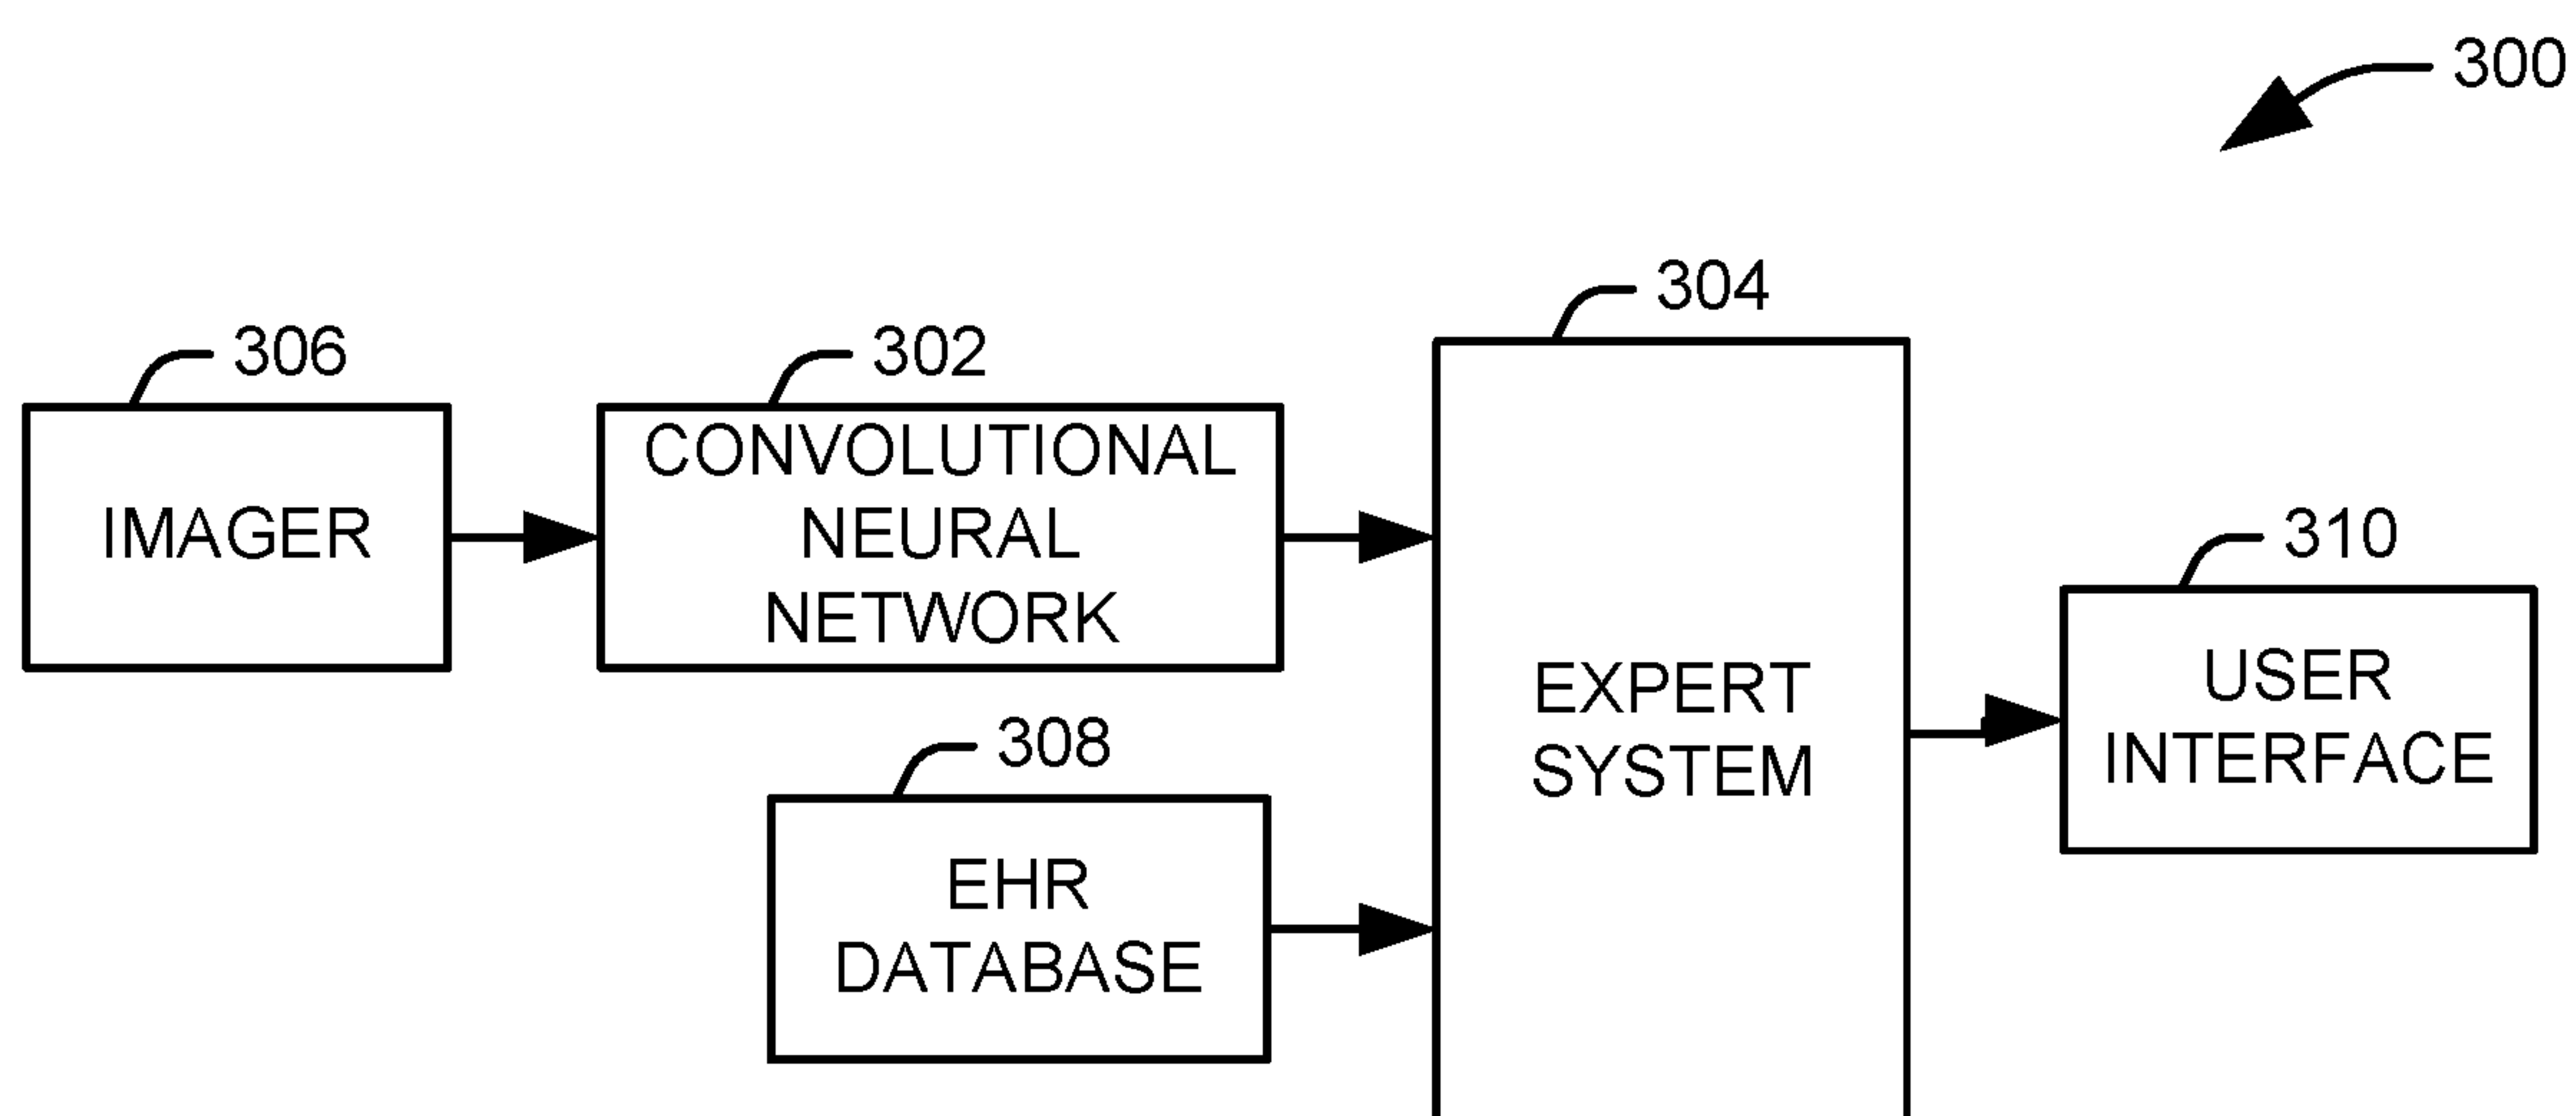 300
304
306
302
IMAGER
CONVOLUTIONAL
NEURAL
NETWORK
310
308
EXPERT
SYSTEM
USER
INTERFACE
EHR
DATABASE